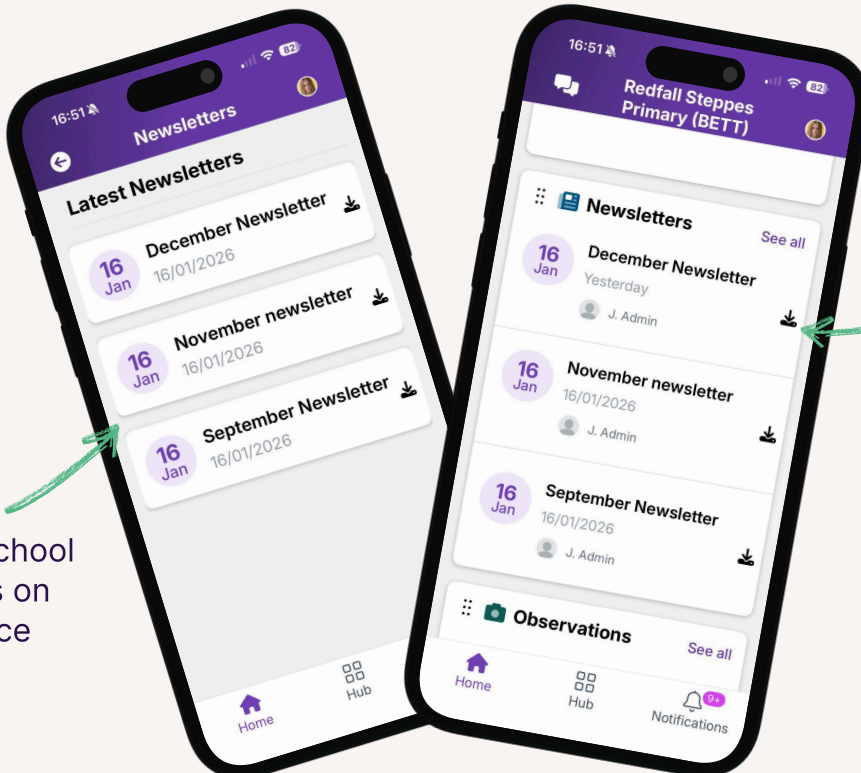 16:51
82
Newsletters
Latest Newsletters
16
Jan
December Newsletter
16/01/2026
16
Jan
November newsletter
16/01/2026
16
Jan
September Newsletter
16/01/2026
Home
Hub
16:51
82
Redfall Steppes
Primary (BETT)
Newsletters
See all
16
Jan
December Newsletter
Yesterday
J. Admin
16
Jan
November newsletter
16/01/2026
J. Admin
16
Jan
September Newsletter
16/01/2026
J. Admin
Observations
See all
Home
Hub
9+
Notifications
on